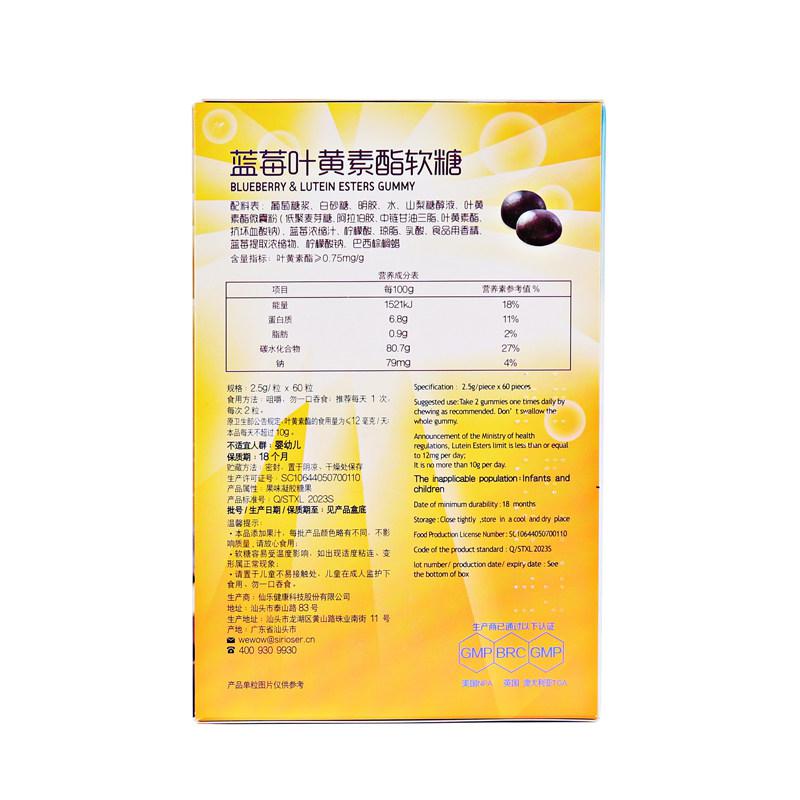 蓝莓叶黄素酯软糖
BLUEBERRY & LUTEIN ESTERS GUMMY
配料表：葡萄糖浆、白砂糖、明胶、水、山梨糖醇液、叶黄
素酯微囊粉(低聚麦芽糖、阿拉伯胶、中链甘油三脂、叶黄素酯、
抗坏血酸钠)、蓝莓浓缩汁、柠檬酸、琼脂、乳酸、食品用香精、
蓝莓提取浓缩物、柠檬酸钠、巴西棕榈蜡
含量指标：叶黄素酯≥0.75mg/g
营养成分表
项目 每100g 营养素参考值%
能量 1521kJ 18%
蛋白质 6.8g 11%
脂肪 0.9g 2%
碳水化合物 80.7g 27%
钠 79mg 4%
规格：2.5g/粒 x 60粒
食用方法：咀嚼，勿一口吞食；推荐每天 1 次，
每次 2 粒。
原卫生部公告规定，叶黄素酯的食用量为≤12 毫克/天；
本品每天不超过10g。
不适宜人群：婴幼儿
保质期：18个月
贮藏方法：密封，置于阴凉、干燥处保存
生产许可证号：SC10644050700110
产品属性：果味凝胶糖果
产品标准号：Q/STXL 2023S
批号/生产日期/保质期至：见产品盒底
温馨提示：
·本品添加果汁，每批产品颜色略有不同，不影
响质量，请放心食用；
·软糖容易受温度影响，如出现适度粘连、变
形属正常现象；
·请置于儿童不易接触处，儿童在成人监护下
食用、勿一口吞食。
生产商：仙乐健康科技股份有限公司
地址：汕头市泰山路 83 号
生产地址：汕头市龙湖区黄山路珠业南街 11 号
产地：广东省汕头市
wewow@sirioser.cn
400 930 9930
产品单粒图片仅供参考
Specification : 2.5g/piece x 60 pieces
Suggested use:Take 2 gummies one times daily by
chewing as recommended. Don't swallow the
whole gummy.
Announcement of the Ministry of health
regulations, Lutein Esters limit is less than or equal
to 12mg per day;
It is no more than 10g per day.
The inapplicable population:Infants and
children
Date of minimum durability : 18 months
Storage : Close tightly ,store in a cool and dry place
Food Production License Number : SC10644050700110
Code of the product standard : Q/STXL 2023S
lot number/ production date/ expiry date : See
the bottom of box
生产商已通过以下认证
GMP BRC GMP
美国NPA 英国 澳大利亚TGA